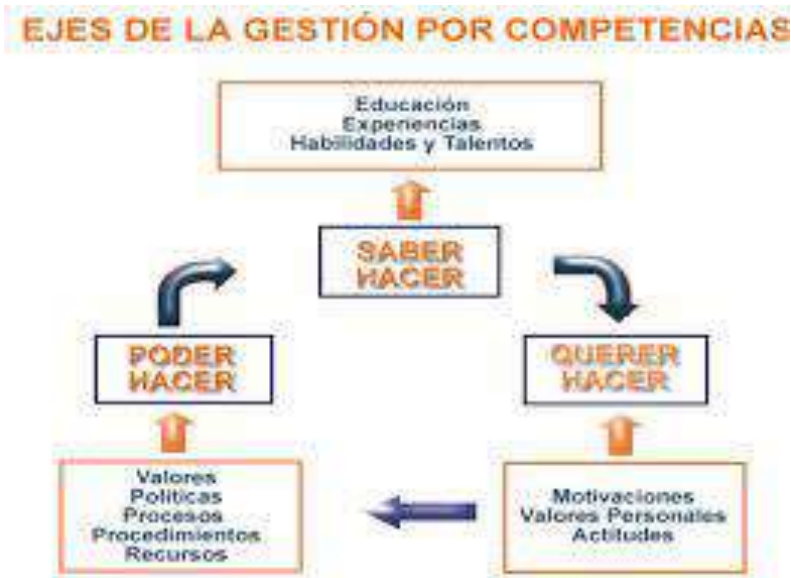 EJES DE LA GESTIÓN POR COMPETENCIAS
Educación
Experiencias
Habilidades y Talentos
SABER
HACER
PODER
HACER
QUERER
HACER
Valores
Políticas
Procesos
Procedimientos
Recursos
Motivaciones
Valores Personales
Actitudes